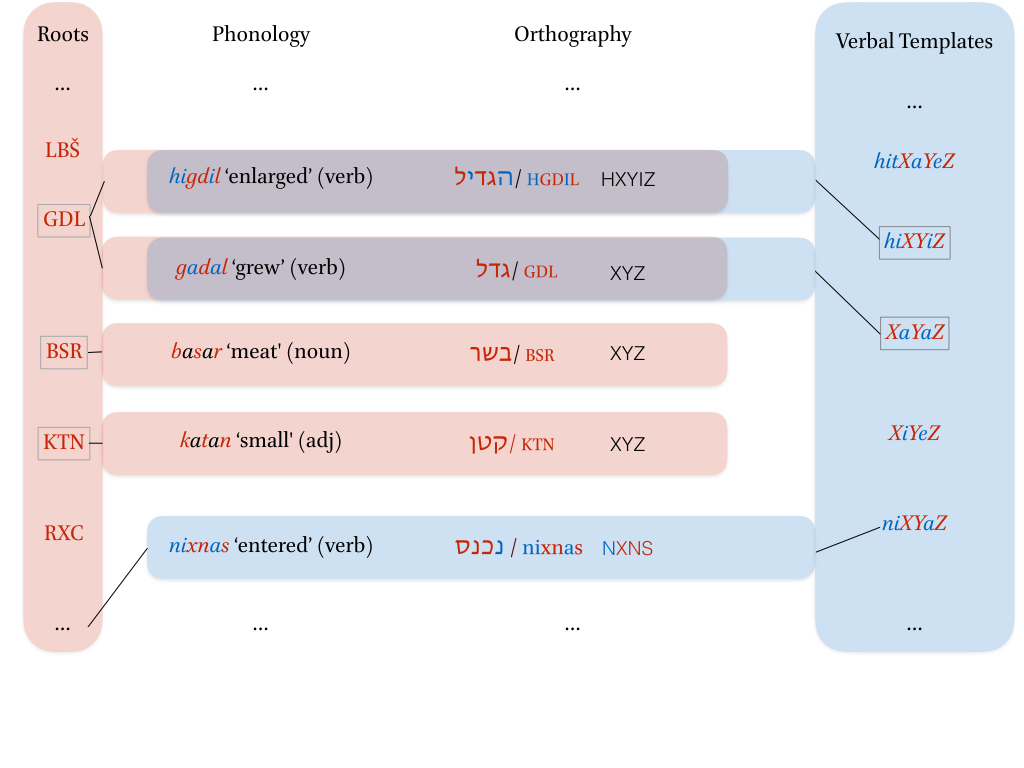 Roots Phonology Orthography Verbal Templates
... ... ... ...
LBŠ hitXaYeZ
higdil ‘enlarged’ (verb) הגדיל/ HGDIL HXYIZ
GDL hiXYiZ
gadal ‘grew’ (verb) גדל/ GDL XYZ
XaYaZ
BSR basar ‘meat’ (noun) בשר/ BSR XYZ
KTN katan ‘small' (adj) קטן/ KTN XYZ XiYeZ
RXC niXYaZ
nixnas ‘entered’ (verb) נכנס / nixnas NXNS
... ... ... ...